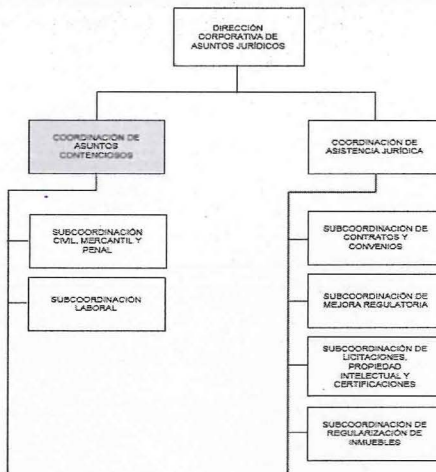 DIRECCIÓN
CORPORATIVA DE
ASUNTOS JURÍDICOS
COORDINACIÓN DE
ASUNTOS
CONTENCIOSOS
COORDINACIÓN DE
ASISTENCIA JURÍDICA
SUBCOORDINACIÓN
CIVIL, MERCANTIL Y
PENAL
SUBCOORDINACIÓN
LABORAL
SUBCOORDINACIÓN DE
CONTRATOS Y
CONVENIOS
SUBCOORDINACIÓN DE
MEJORA REGULATORIA
SUBCOORDINACIÓN DE
LICITACIONES,
PROPIEDAD
INTELECTUAL Y
CERTIFICACIONES
SUBCOORDINACIÓN DE
REGULARIZACIÓN DE
INMUEBLES